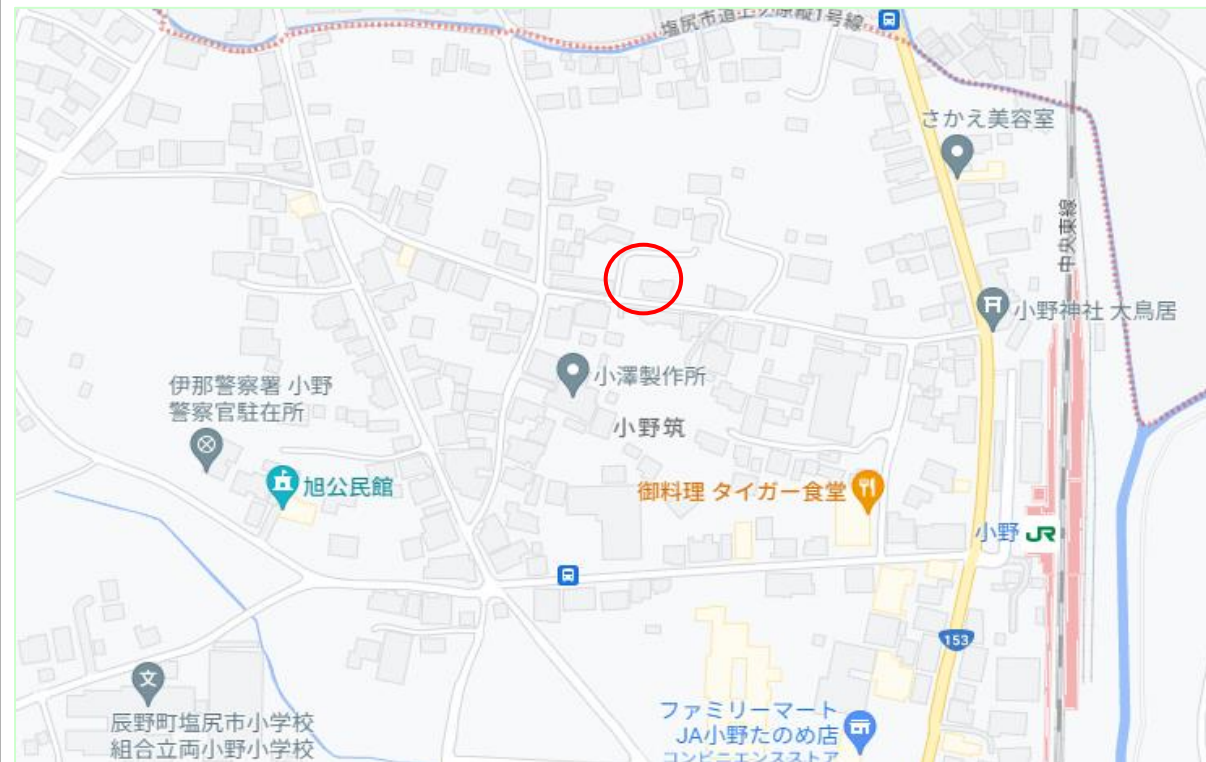 塩尻市道上久原縦1号線
さかえ美容室
中央東線
小野神社 大鳥居
小澤製作所
伊那警察署 小野
警察官駐在所
小野筑
旭公民館
御料理 タイガー食堂
小野 JR
153
文
辰野町塩尻市小学校
組合立両小野小学校
ファミリーマート
JA小野たのめ店
コンビニエンスストア